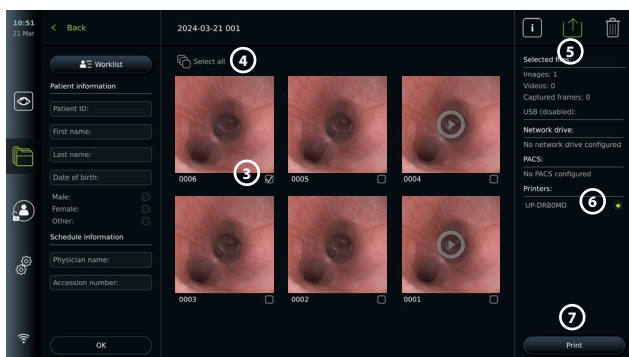 10:51
21 Mar
Back
2024-03-21 001
i
Worklist
Patient information
Patient ID:
First name:
Last name:
Date of birth:
Male:
Female:
Other:
Schedule information
Physician name:
Accession number:
OK
Select all
4
0006
3
0005
0004
0003
0002
0001
5
Images: 1
Videos: 0
Captured frames: 0
USB (disabled):
Network drive:
No network drive configured
PACS:
No PACS configured
Printers:
UP-DR80MD
6
7
Print